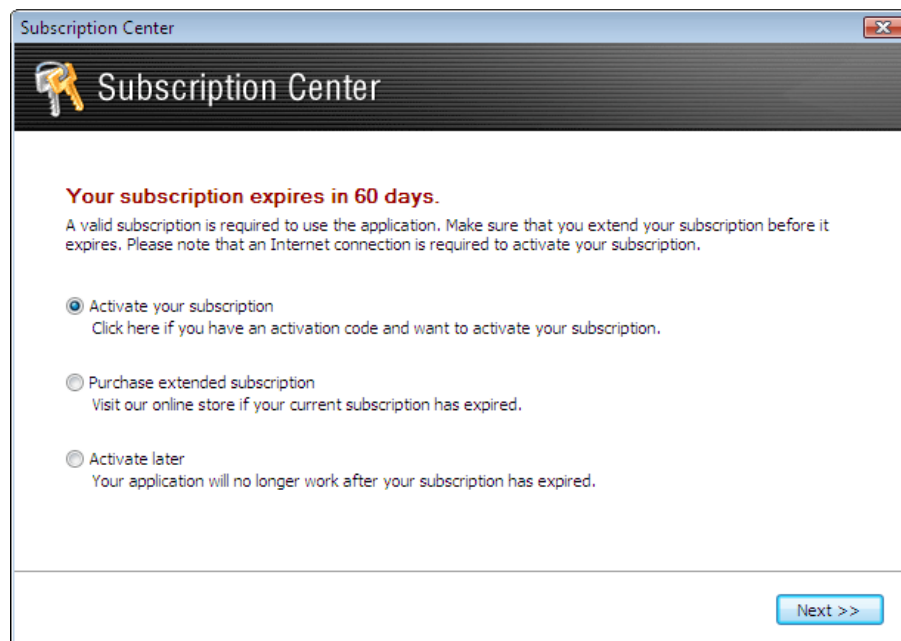 Subscription Center
Subscription Center
Your subscription expires in 60 days.
A valid subscription is required to use the application. Make sure that you extend your subscription before it
expires. Please note that an Internet connection is required to activate your subscription.
Activate your subscription
Click here if you have an activation code and want to activate your subscription.
Purchase extended subscription
Visit our online store if your current subscription has expired.
Activate later
Your application will no longer work after your subscription has expired.
Next >>